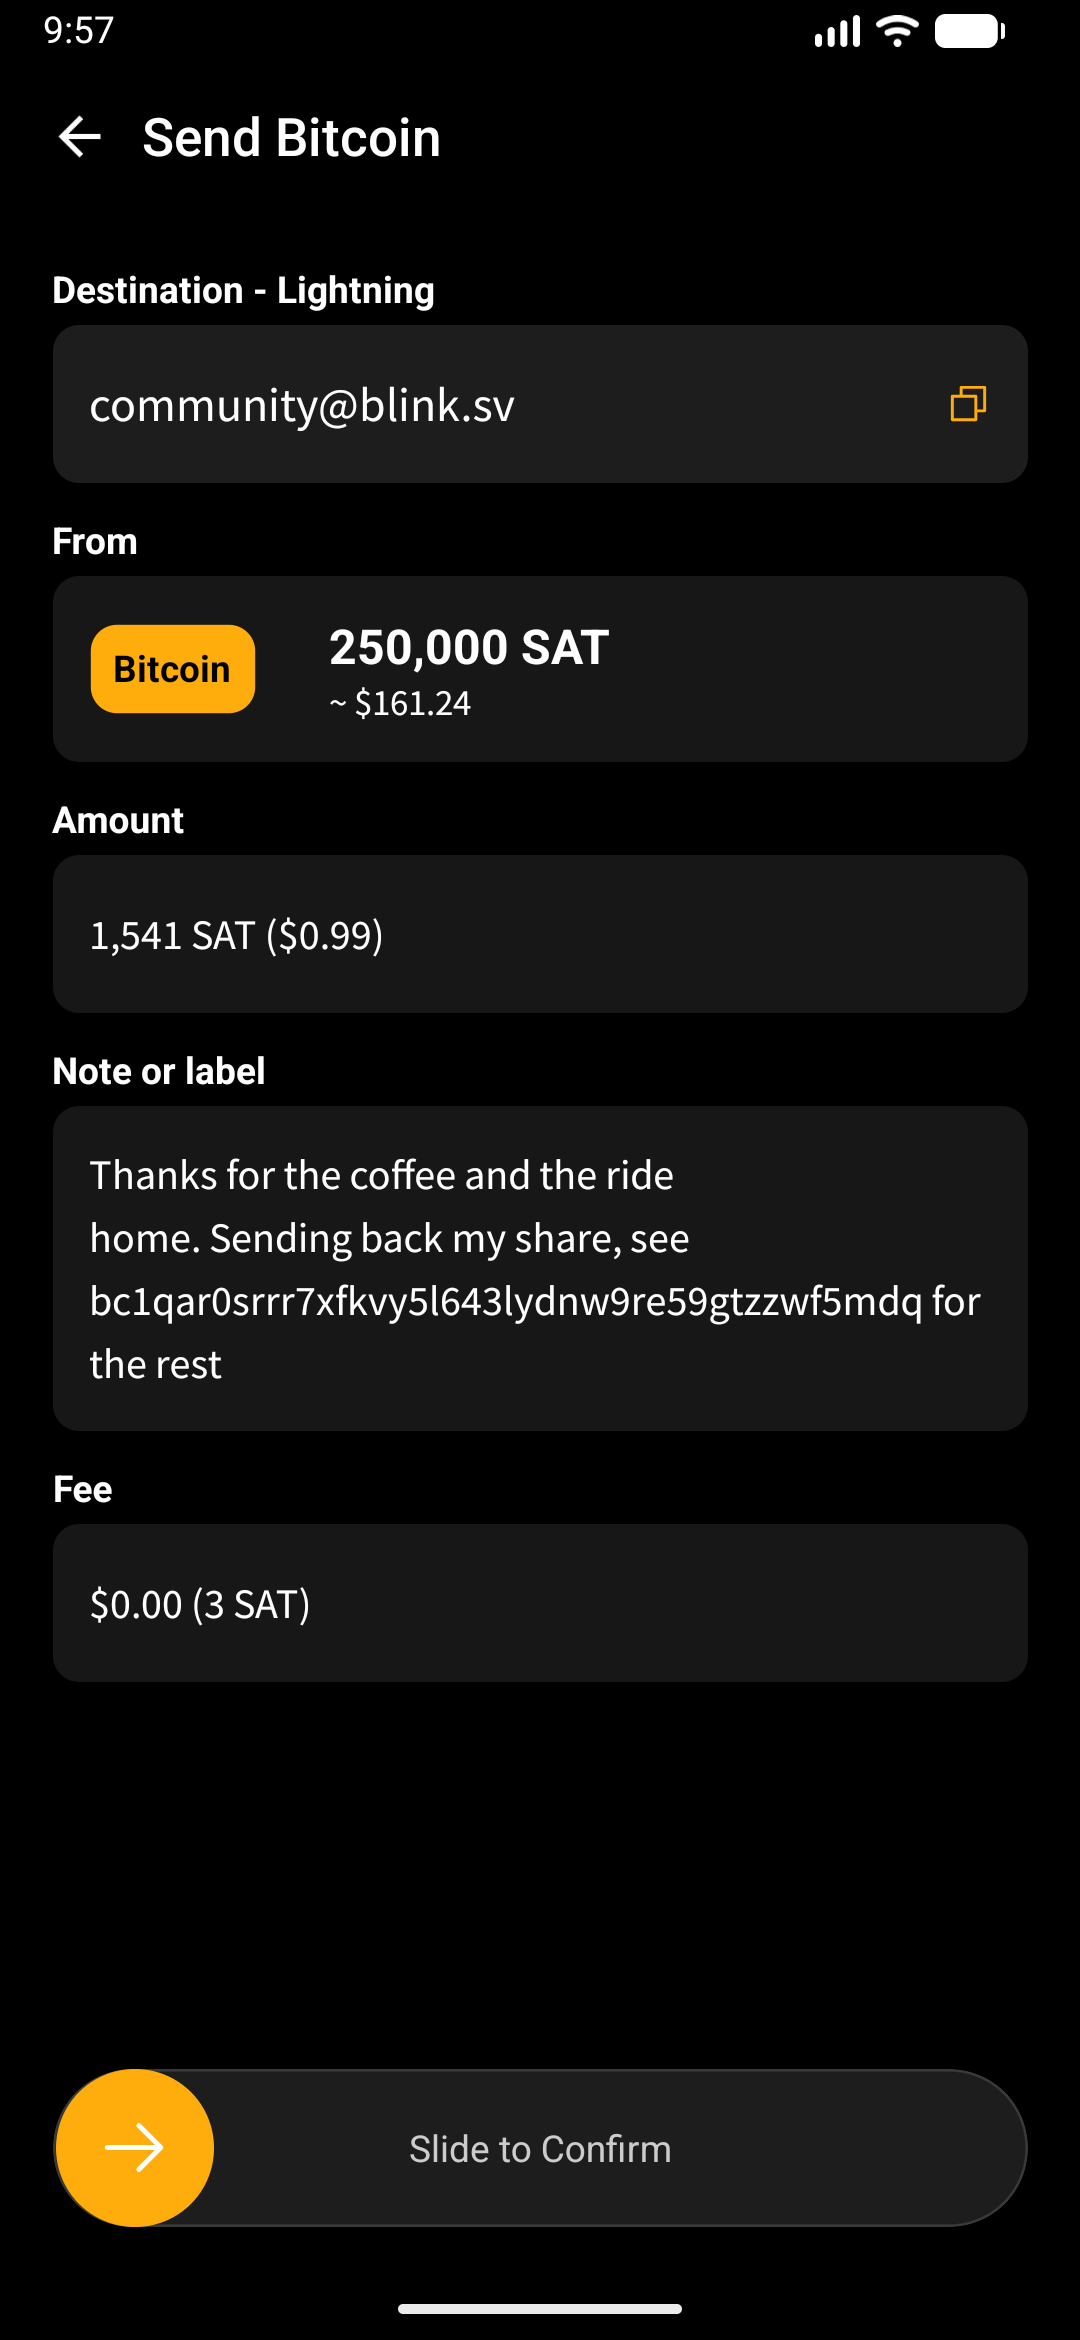 9:57
Send Bitcoin
Destination - Lightning
community@blink.sv
From
Bitcoin
250,000 SAT
~ $161.24
Amount
1,541 SAT ($0.99)
Note or label
Thanks for the coffee and the ride
home. Sending back my share, see
bc1qar0srrr7xfkvy5l643lydnw9re59gtzzwf5mdq for
the rest
Fee
$0.00 (3 SAT)
Slide to Confirm